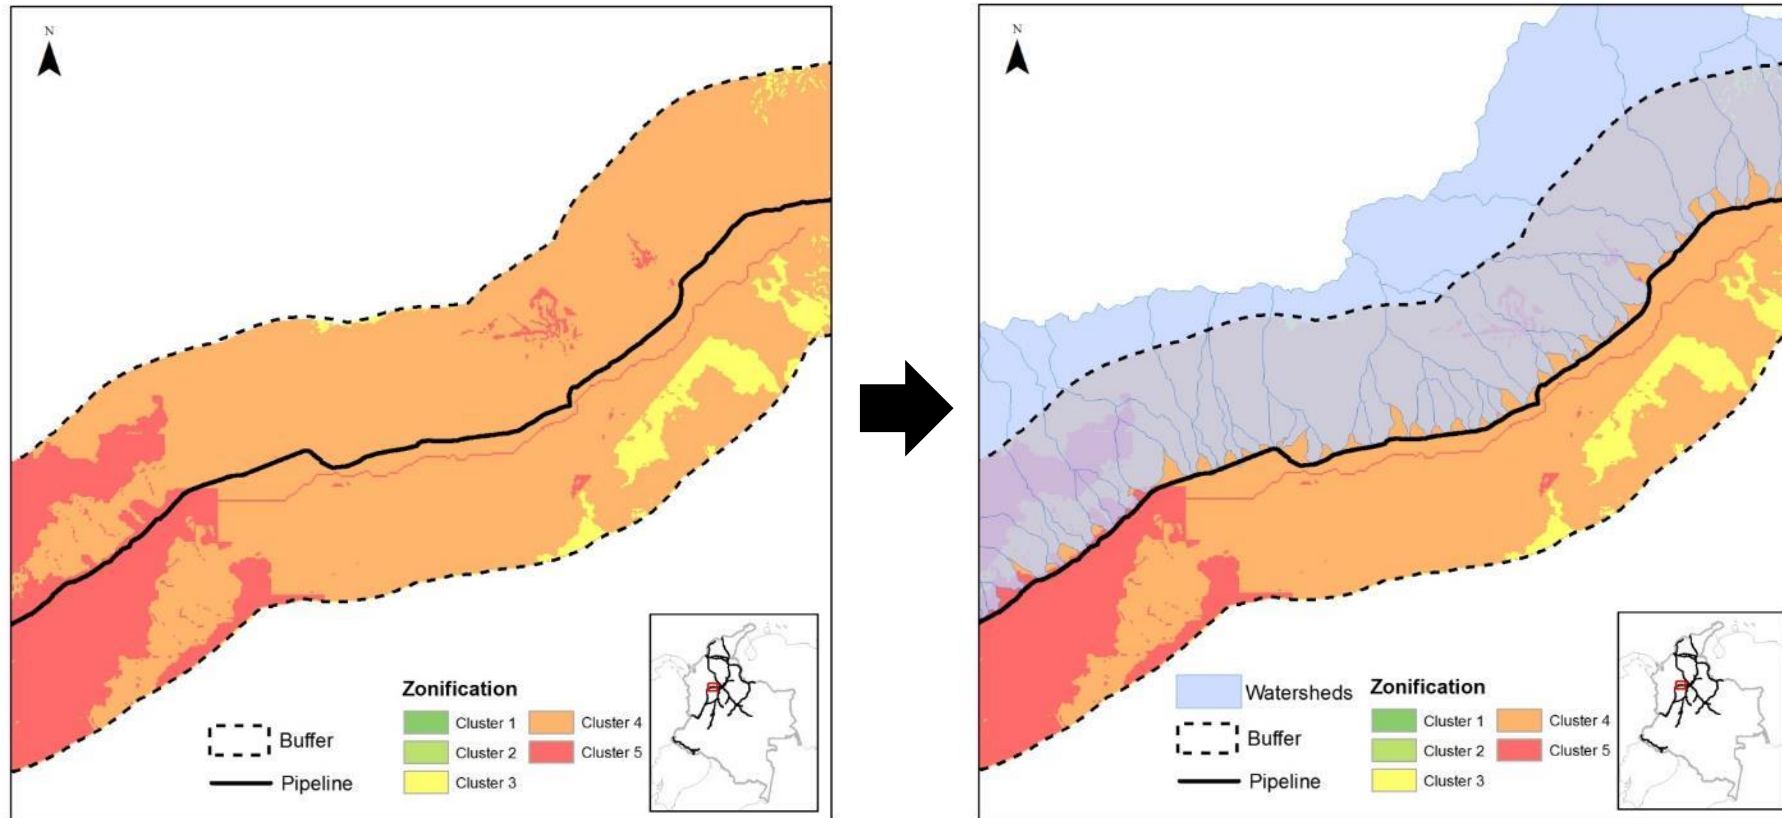 N
Zonification
Cluster 1 Cluster 4
Buffer
Cluster 2 Cluster 5
Pipeline
Cluster 3
N
Watersheds Zonification
Cluster 1 Cluster 4
Buffer
Cluster 2 Cluster 5
Pipeline
Cluster 3